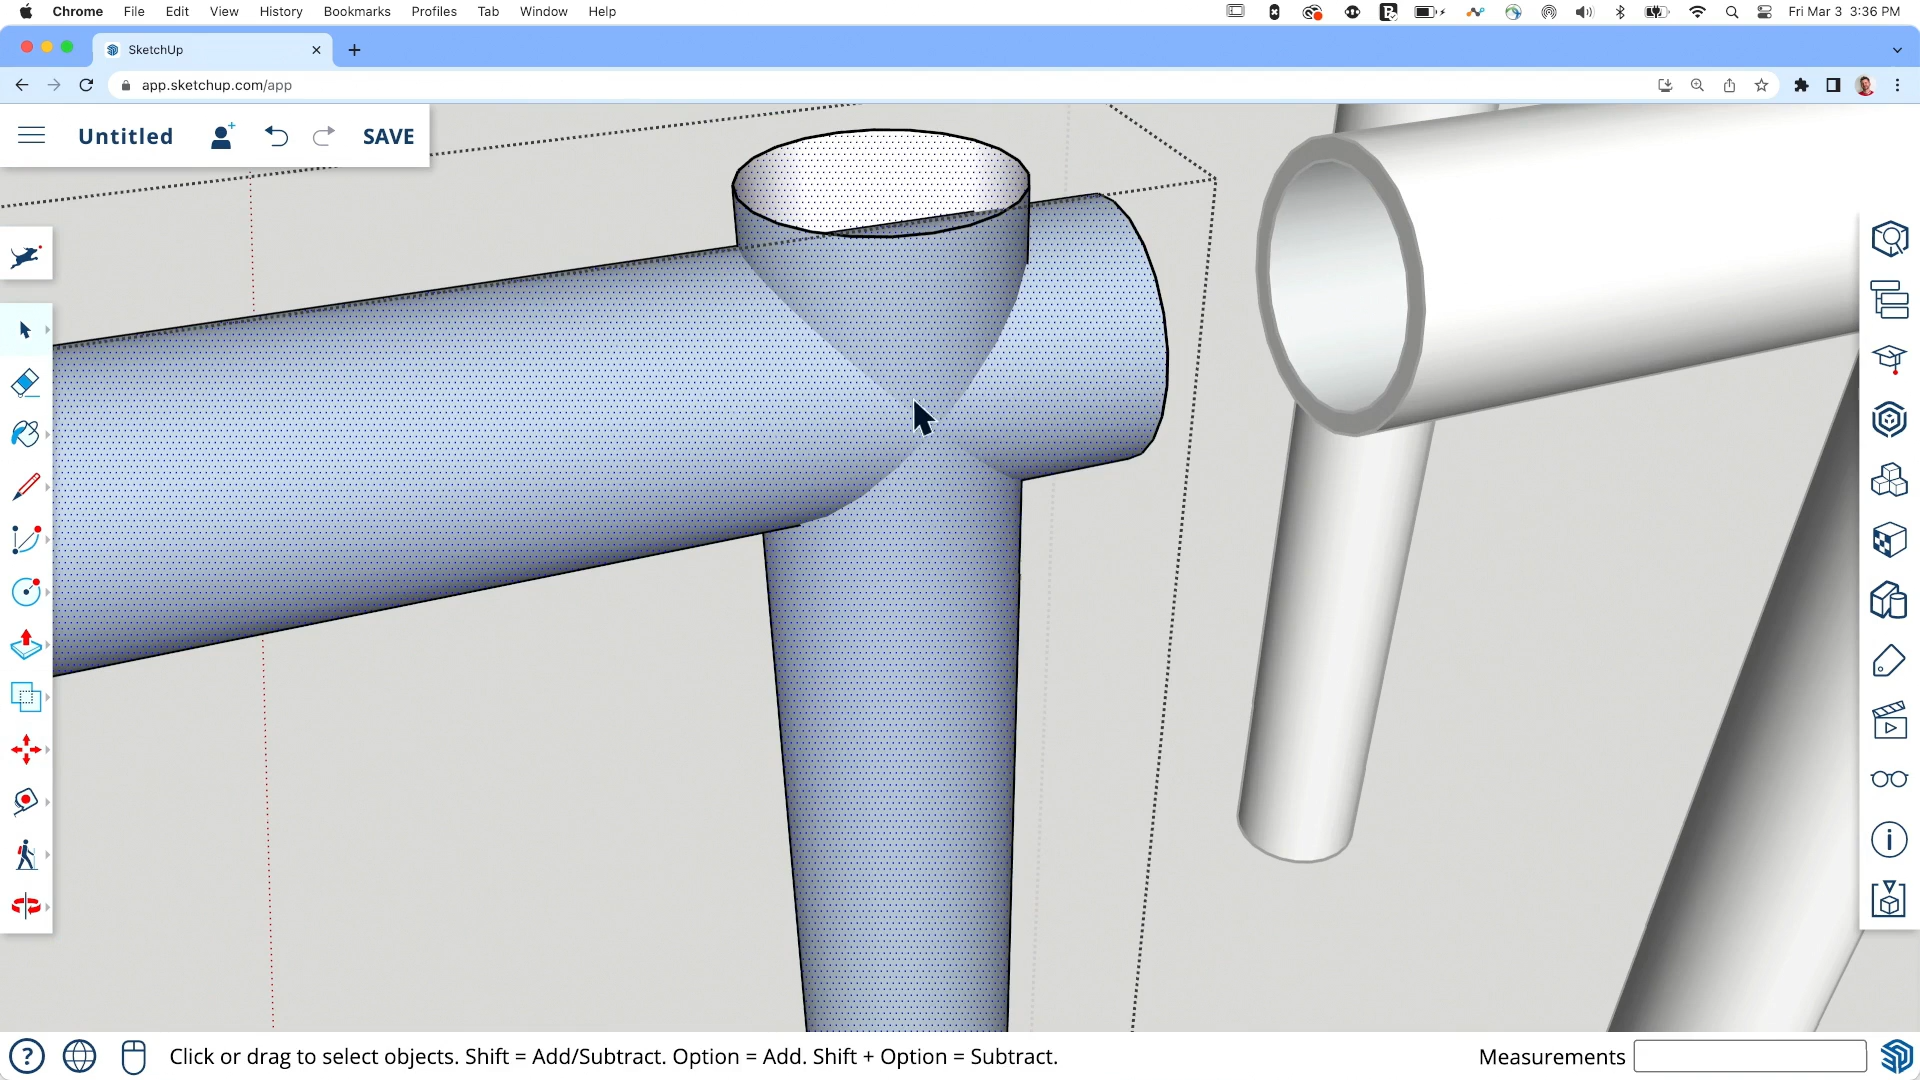 Chrome File Edit View History Bookmarks Profiles Tab Window Help
Fri Mar 3 3:36 PM
SketchUp
app.sketchup.com/app
Untitled
SAVE
Click or drag to select objects. Shift = Add/Subtract. Option = Add. Shift + Option = Subtract.
Measurements